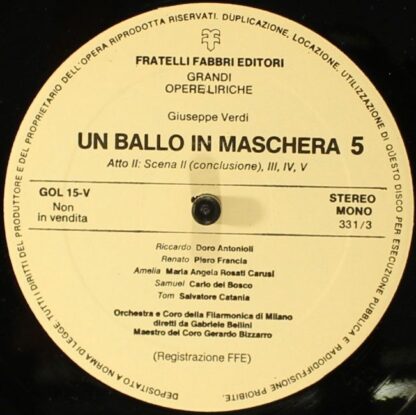 DEPOSITATO A NORMA DI LEGGE: TUTTI I DIRITTI DEL PRODUTTORE E DEL PROPRIETARIO DELL'OPERA RIPRODOTTA RISERVATI. DUPLICAZIONE, LOCAZIONE, UTILIZZAZIONE DI QUESTO DISCO PER ESECUZIONE PUBBLICA E RADIODIFFUSIONE PROIBITE.
FRATELLI FABBRI EDITORI
GRANDI
OPERE LIRICHE
Giuseppe Verdi
UN BALLO IN MASCHERA 5
Atto II: Scena II (conclusione), III, IV, V
GOL 15-V
Non
in vendita
STEREO
MONO
33 1/3
Riccardo Doro Antonioli
Renato Piero Francia
Amelia Maria Angela Rosati Carusi
Samuel Carlo del Bosco
Tom Salvatore Catania
Orchestra e Coro della Filarmonica di Milano
diretti da Gabriele Bellini
Maestro del Coro Gerardo Bizzarro
(Registrazione FFE)